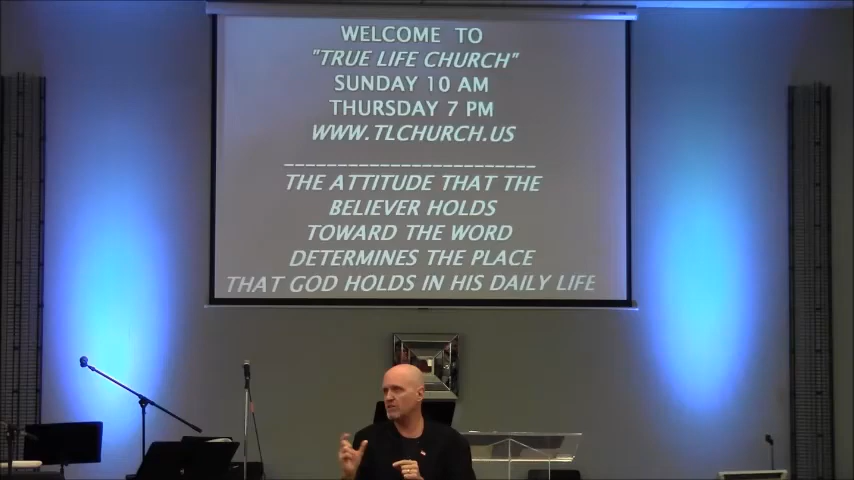 WELCOME TO
"TRUE LIFE CHURCH"
SUNDAY 10 AM
THURSDAY 7 PM
WWW.TLCHURCH.US
_______________________
THE ATTITUDE THAT THE
BELIEVER HOLDS
TOWARD THE WORD
DETERMINES THE PLACE
THAT GOD HOLDS IN HIS DAILY LIFE